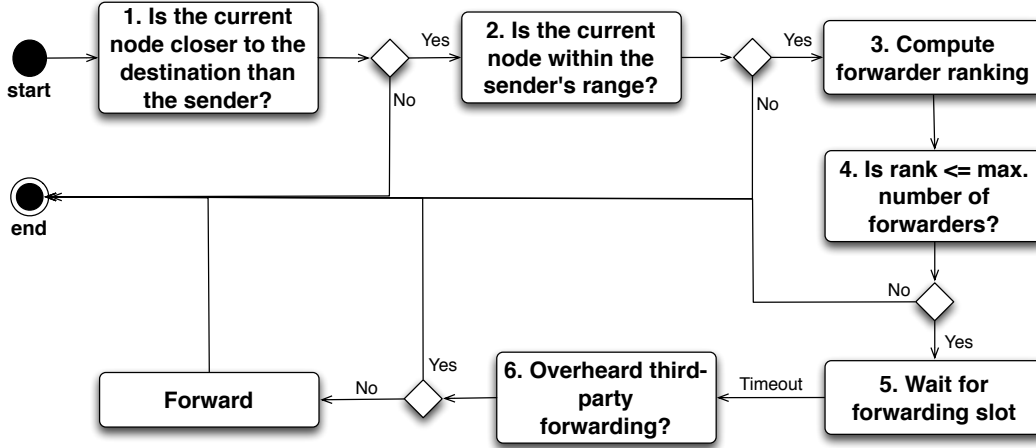 start
1. Is the current
node closer to the
destination than
the sender?
Yes
No
2. Is the current
node within the
sender's range?
Yes
No
3. Compute
forwarder ranking
4. Is rank <= max.
number of
forwarders?
No
Yes
5. Wait for
forwarding slot
Timeout
6. Overheard third-
party
forwarding?
Yes
No
Forward
end